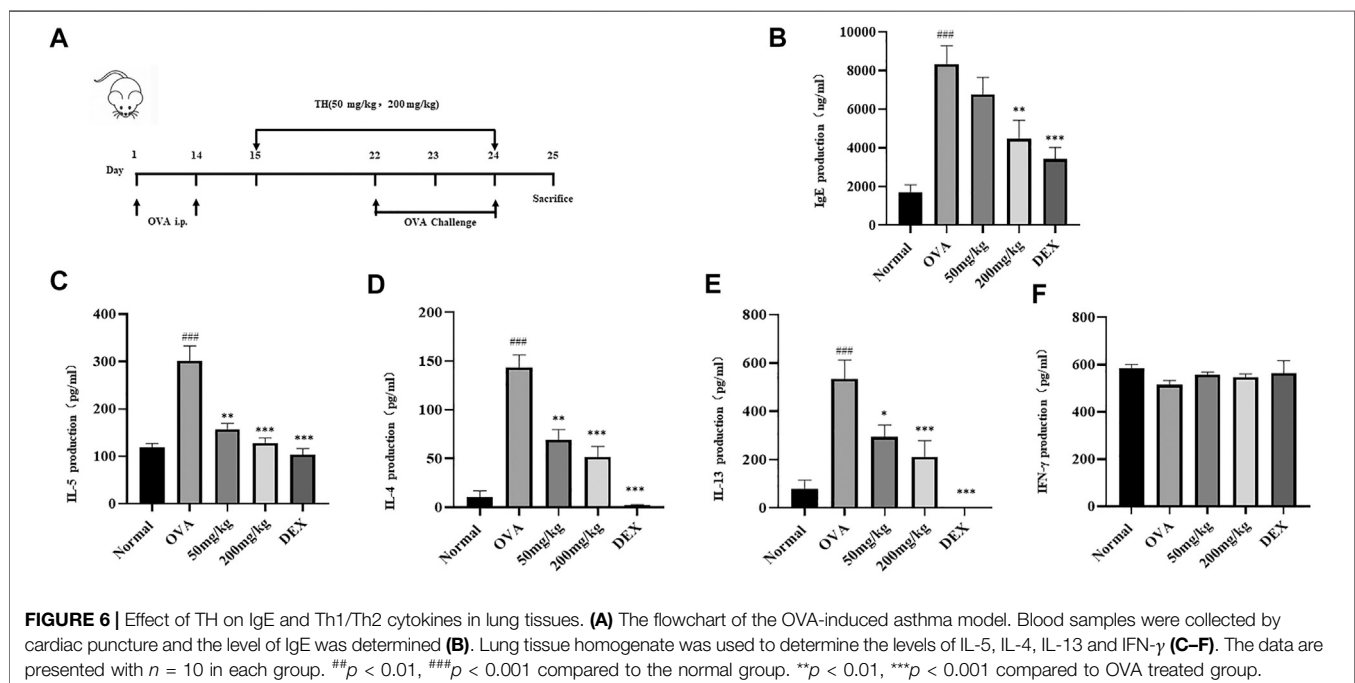 A
TH(50 mg/kg，200 mg/kg)
1 14 15 22 23 24 25
Day
Sacrifice
OVA i.p.
OVA Challenge
B
IgE production（ng/ml）
10000
8000
6000
4000
2000
0
###
**
***
Normal
OVA
50mg/kg
200mg/kg
DEX
C
IL-5 production（pg/ml）
400
300
200
100
0
###
**
***
***
Normal
OVA
50mg/kg
200mg/kg
DEX
D
IL-4 production（pg/ml）
200
150
100
50
0
###
**
***
***
Normal
OVA
50mg/kg
200mg/kg
DEX
E
IL-13 production（pg/ml）
800
600
400
200
0
###
*
***
***
Normal
OVA
50mg/kg
200mg/kg
DEX
F
IFN-γ production（pg/ml）
800
600
400
200
0
Normal
OVA
50mg/kg
200mg/kg
DEX
FIGURE 6 | Effect of TH on IgE and Th1/Th2 cytokines in lung tissues. (A) The flowchart of the OVA-induced asthma model. Blood samples were collected by
cardiac puncture and the level of IgE was determined (B). Lung tissue homogenate was used to determine the levels of IL-5, IL-4, IL-13 and IFN-γ (C–F). The data are
presented with n = 10 in each group. ##p < 0.01, ###p < 0.001 compared to the normal group. **p < 0.01, ***p < 0.001 compared to OVA treated group.